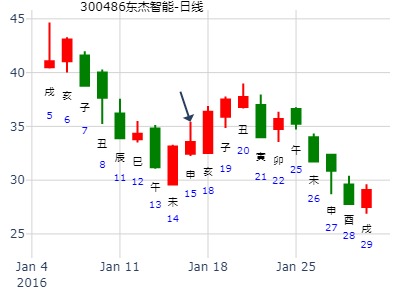 300486东杰智能-日线
45
40
35
30
25
戌
5
亥
6
子
7
丑
8
辰
11
巳
12
午
13
未
14
申
15
亥
18
子
19
丑
20
寅
21
卯
22
午
25
未
26
申
27
酉
28
戌
29
Jan 4
2016
Jan 11
Jan 18
Jan 25